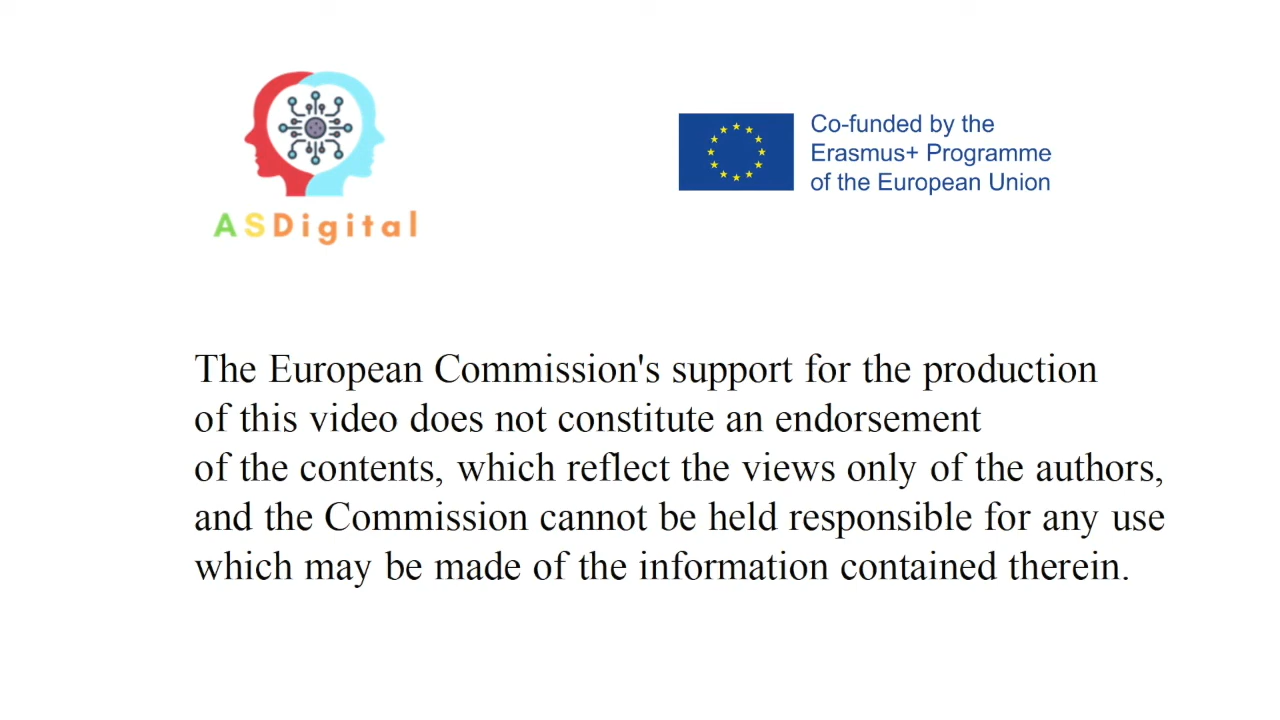 ASDigital
Co-funded by the
Erasmus+ Programme
of the European Union
The European Commission's support for the production
of this video does not constitute an endorsement
of the contents, which reflect the views only of the authors,
and the Commission cannot be held responsible for any use
which may be made of the information contained therein.